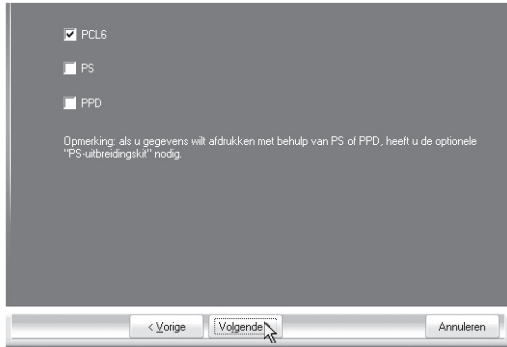 PCL6
PS
PPD
Opmerking: als u gegevens wilt afdrukken met behulp van PS of PPD, heeft u de optionele
"PS-uitbreidingskit" nodig.
< Vorige
Volgende
Annuleren